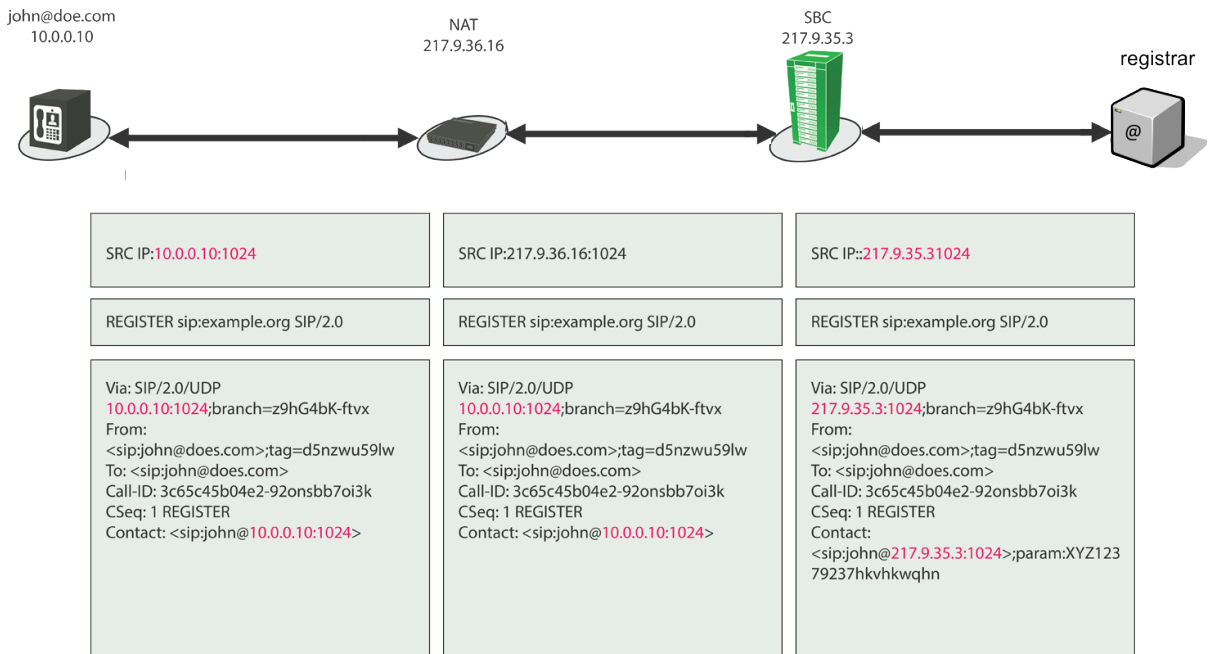 john@doe.com
10.0.0.10
NAT
217.9.36.16
SBC
217.9.35.3
registrar
@
SRC IP:10.0.0.10:1024
SRC IP:217.9.36.16:1024
SRC IP::217.9.35.31024
REGISTER sip:example.org SIP/2.0
REGISTER sip:example.org SIP/2.0
REGISTER sip:example.org SIP/2.0
Via: SIP/2.0/UDP
10.0.0.10:1024;branch=z9hG4bK-ftvx
From:
<sip:john@does.com>;tag=d5nzwu59lw
To: <sip:john@does.com>
Call-ID: 3c65c45b04e2-92onsbb7oi3k
CSeq: 1 REGISTER
Contact: <sip:john@10.0.0.10:1024>
Via: SIP/2.0/UDP
10.0.0.10:1024;branch=z9hG4bK-ftvx
From:
<sip:john@does.com>;tag=d5nzwu59lw
To: <sip:john@does.com>
Call-ID: 3c65c45b04e2-92onsbb7oi3k
CSeq: 1 REGISTER
Contact: <sip:john@10.0.0.10:1024>
Via: SIP/2.0/UDP
217.9.35.3:1024;branch=z9hG4bK-ftvx
From:
<sip:john@does.com>;tag=d5nzwu59lw
To: <sip:john@does.com>
Call-ID: 3c65c45b04e2-92onsbb7oi3k
CSeq: 1 REGISTER
Contact:
<sip:john@217.9.35.3:1024>;param:XYZ123
79237hkvhkwqhn